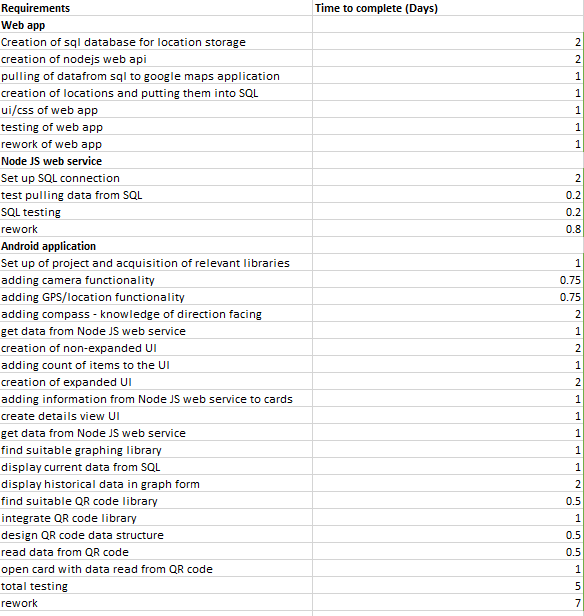 Requirements Time to complete (Days)
Web app
Creation of sql database for location storage 2
creation of nodejs web api 2
pulling of datafrom sql to google maps application 1
creation of locations and putting them into SQL 1
ui/css of web app 1
testing of web app 1
rework of web app 1
Node JS web service
Set up SQL connection 2
test pulling data from SQL 0.2
SQL testing 0.2
rework 0.8
Android application
Set up of project and acquisition of relevant libraries 1
adding camera functionality 0.75
adding GPS/location functionality 0.75
adding compass - knowledge of direction facing 2
get data from Node JS web service 1
creation of non-expanded UI 2
adding count of items to the UI 1
creation of expanded UI 2
adding information from Node JS web service to cards 1
create details view UI 1
get data from Node JS web service 1
find suitable graphing library 1
display current data from SQL 1
display historical data in graph form 2
find suitable QR code library 0.5
integrate QR code library 1
design QR code data structure 0.5
read data from QR code 0.5
open card with data read from QR code 1
total testing 5
rework 7